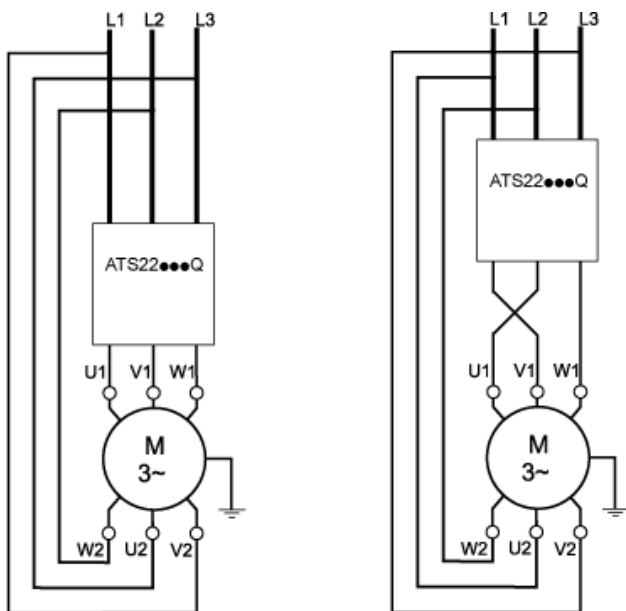 L1 L2 L3
ATS22●●●Q
U1 V1 W1
M
3~
W2 U2 V2
L1 L2 L3
ATS22●●●Q
U1 V1 W1
M
3~
W2 U2 V2